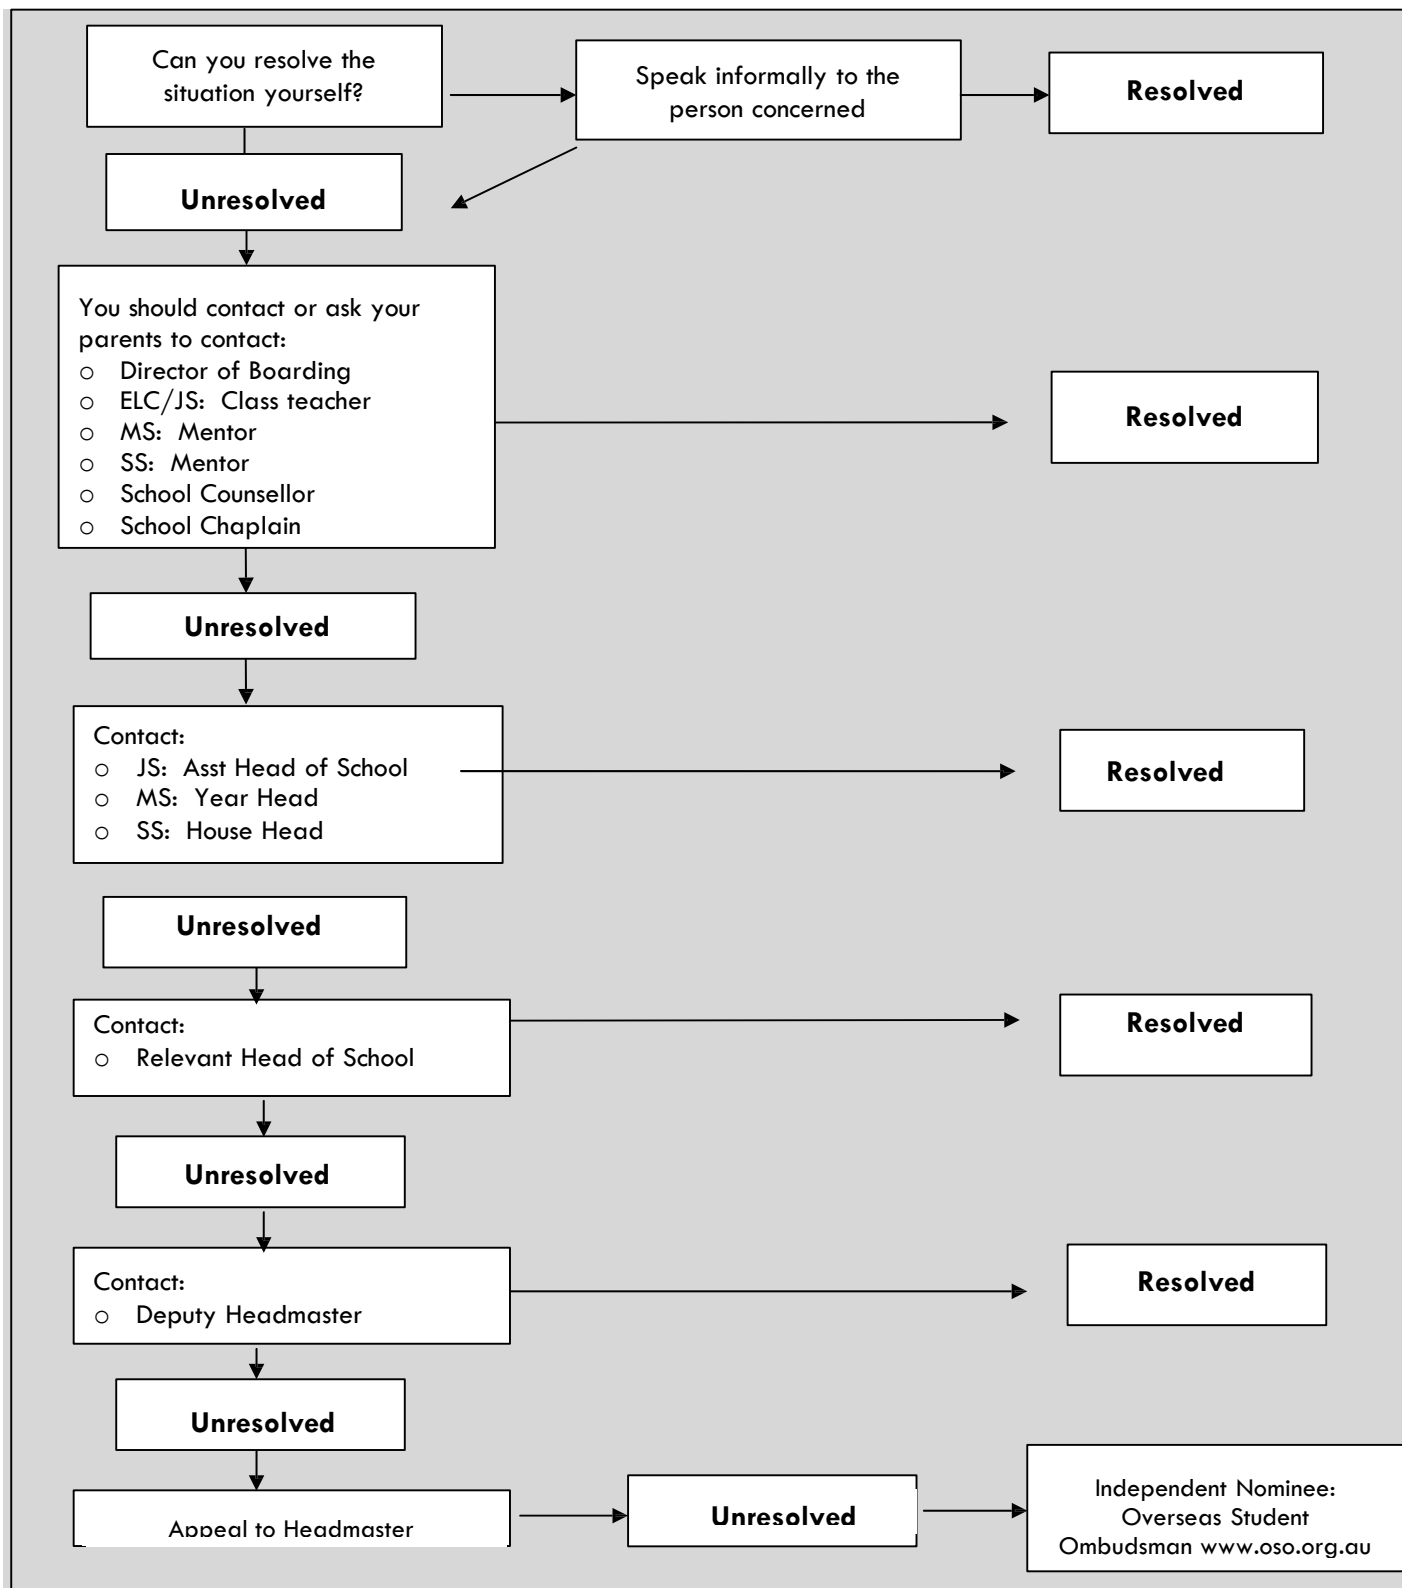 Can you resolve the
situation yourself?
Speak informally to the
person concerned
Resolved
Unresolved
You should contact or ask your
parents to contact:
o Director of Boarding
o ELC/JS: Class teacher
o MS: Mentor
o SS: Mentor
o School Counsellor
o School Chaplain
Resolved
Unresolved
Contact:
o JS: Asst Head of School
o MS: Year Head
o SS: House Head
Resolved
Unresolved
Contact:
o Relevant Head of School
Resolved
Unresolved
Contact:
o Deputy Headmaster
Resolved
Unresolved
Appeal to Headmaster
Unresolved
Independent Nominee:
Overseas Student
Ombudsman www.oso.org.au